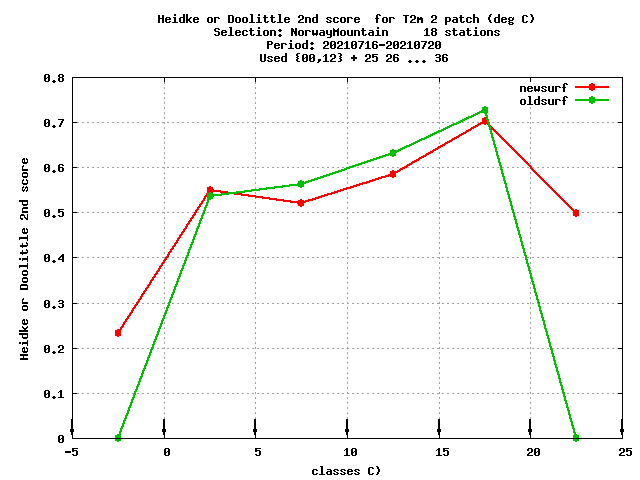 Heidke or Doolittle 2nd score  for T2m 2 patch (deg C)
Selection: NorwayMountain     18 stations
Period: 20210716-20210720
Used {00,12} + 25 26 ... 36
newsurf
oldsurf
Heidke or Doolittle 2nd score
0.8
0.7
0.6
0.5
0.4
0.3
0.2
0.1
0
-5 0 5 10 15 20 25
classes C)